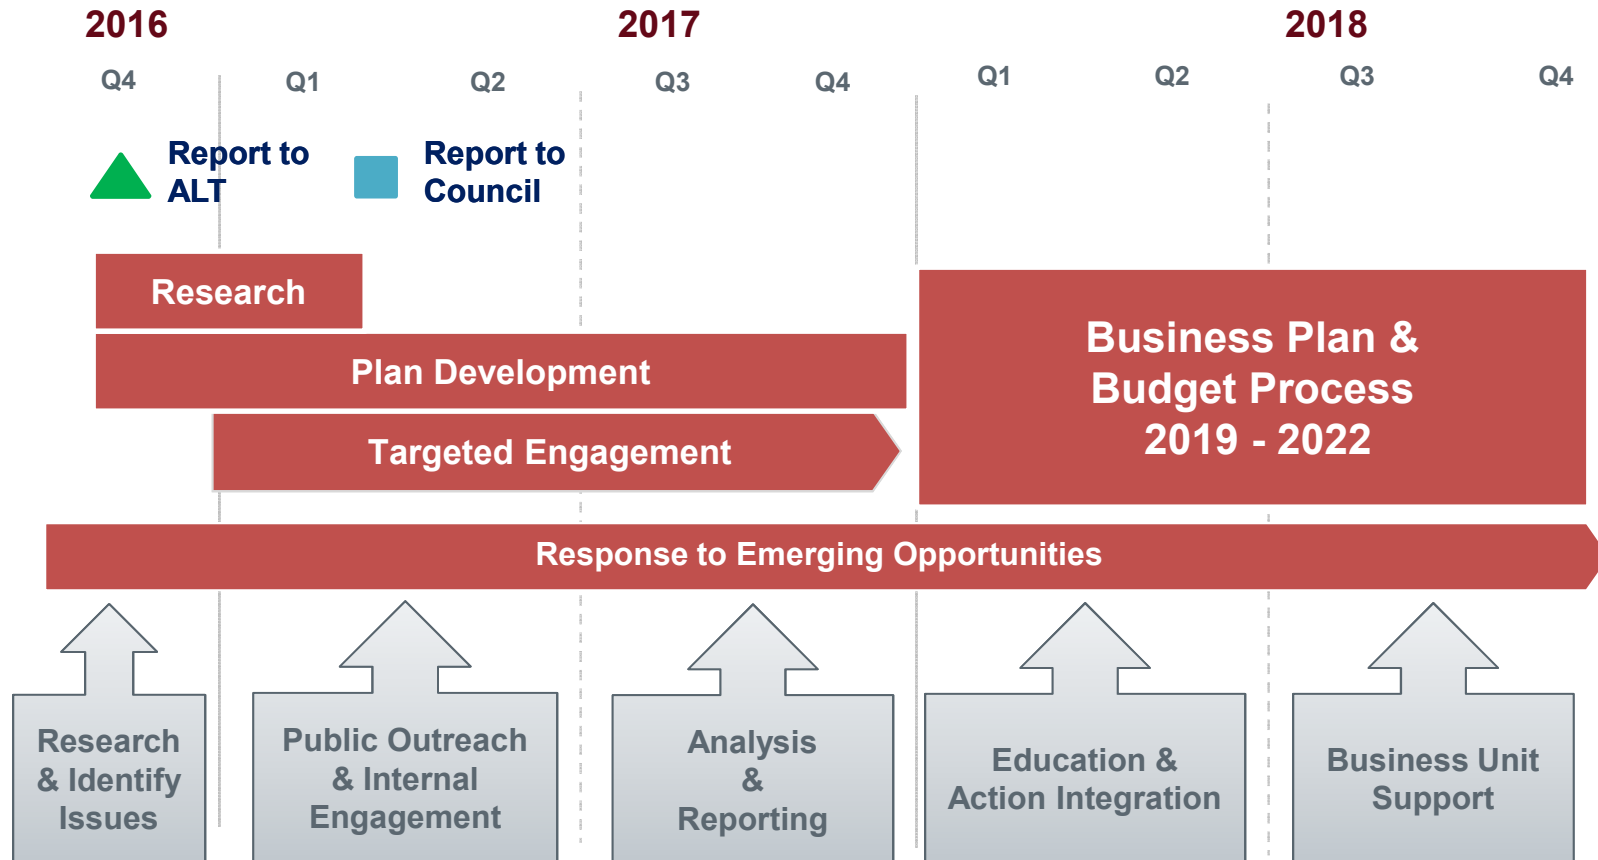 2016
2017
2018
Q4
Q1
Q2
Q3
Q4
Q1
Q2
Q3
Q4
Report to
ALT
Report to
Council
Research
Plan Development
Targeted Engagement
Business Plan &
Budget Process
2019 - 2022
Response to Emerging Opportunities
Research
& Identify
Issues
Public Outreach
& Internal
Engagement
Analysis
&
Reporting
Education &
Action Integration
Business Unit
Support